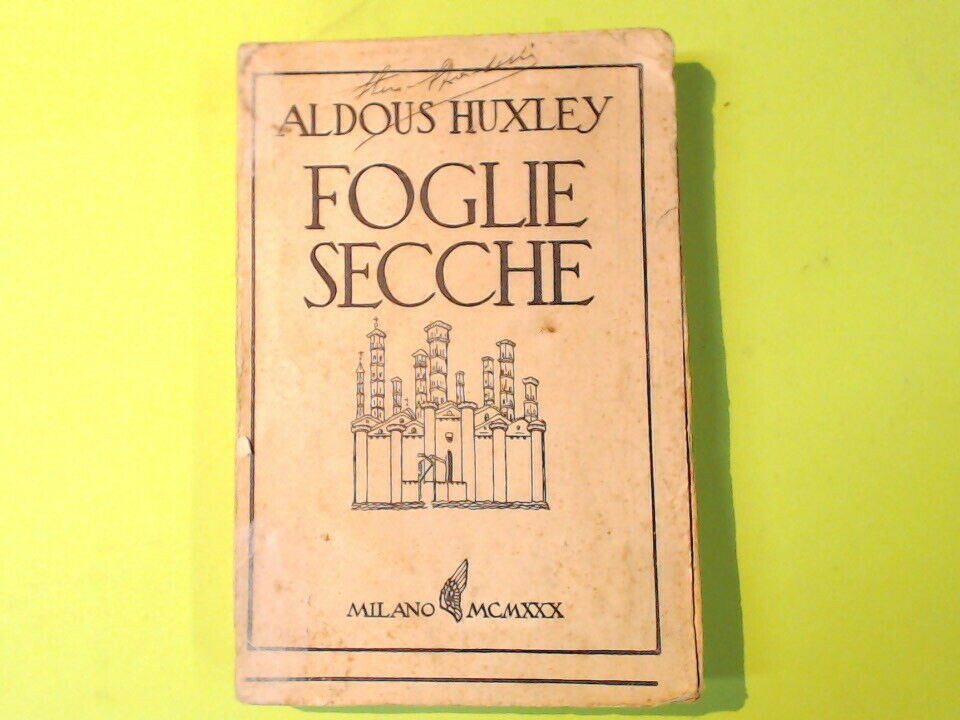 ALDOUS HUXLEY
FOGLIE
SECCHE
MILANO MCMXXX